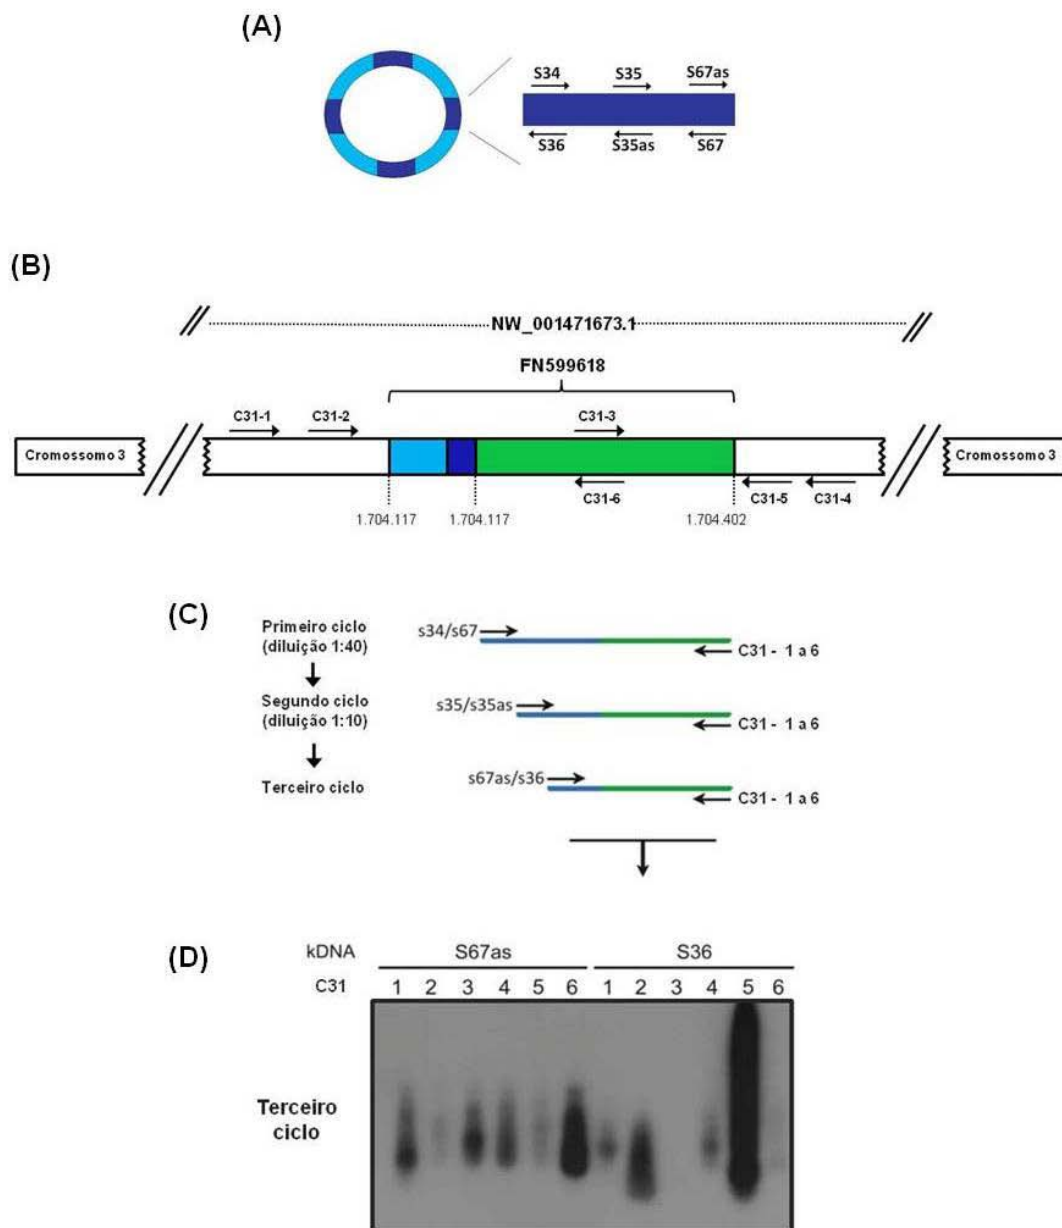 (A)
S34 S35 S67as
S36 S35as S67
(B)
NW_001471673.1
FN599618
C31-1 C31-2 C31-3
Cromossomo 3 Cromossomo 3
C31-6 C31-5 C31-4
1.704.117 1.704.117 1.704.402
(C)
Primeiro ciclo
(diluição 1:40)
s34/s67
C31 - 1 a 6
Segundo ciclo
(diluição 1:10)
s35/s35as
C31 - 1 a 6
Terceiro ciclo
s67as/s36
C31 - 1 a 6
(D)
kDNA S67as S36
C31 1 2 3 4 5 6 1 2 3 4 5 6
Terceiro
ciclo